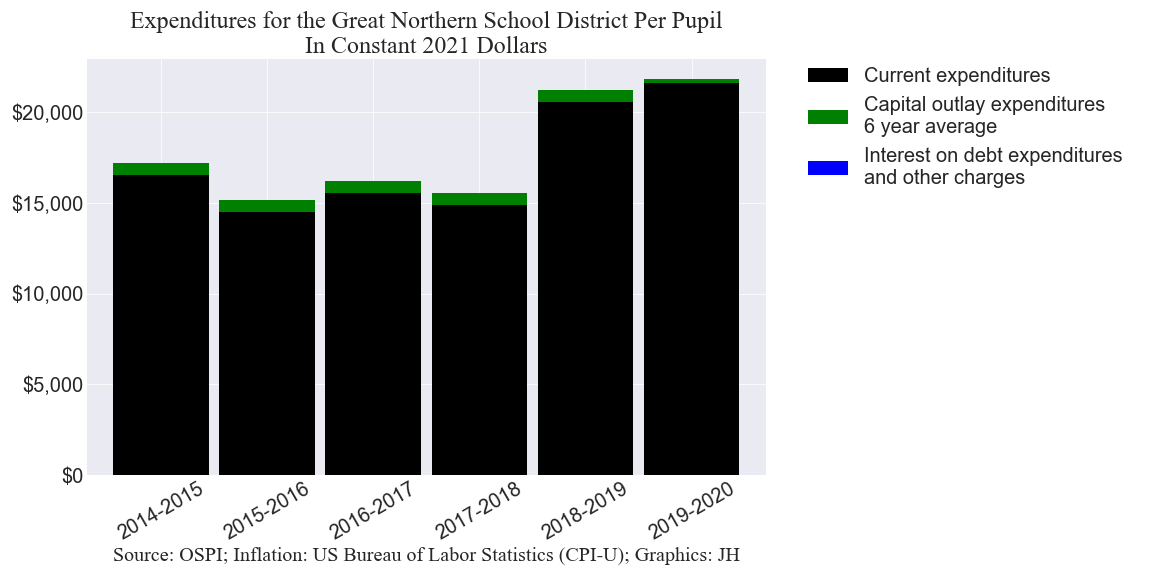 Expenditures for the Great Northern School District Per Pupil
In Constant 2021 Dollars
Current expenditures
Capital outlay expenditures
6 year average
Interest on debt expenditures
and other charges
$20,000
$15,000
$10,000
$5,000
$0
2014-2015
2015-2016
2016-2017
2017-2018
2018-2019
2019-2020
Source: OSPI; Inflation: US Bureau of Labor Statistics (CPI-U); Graphics: JH